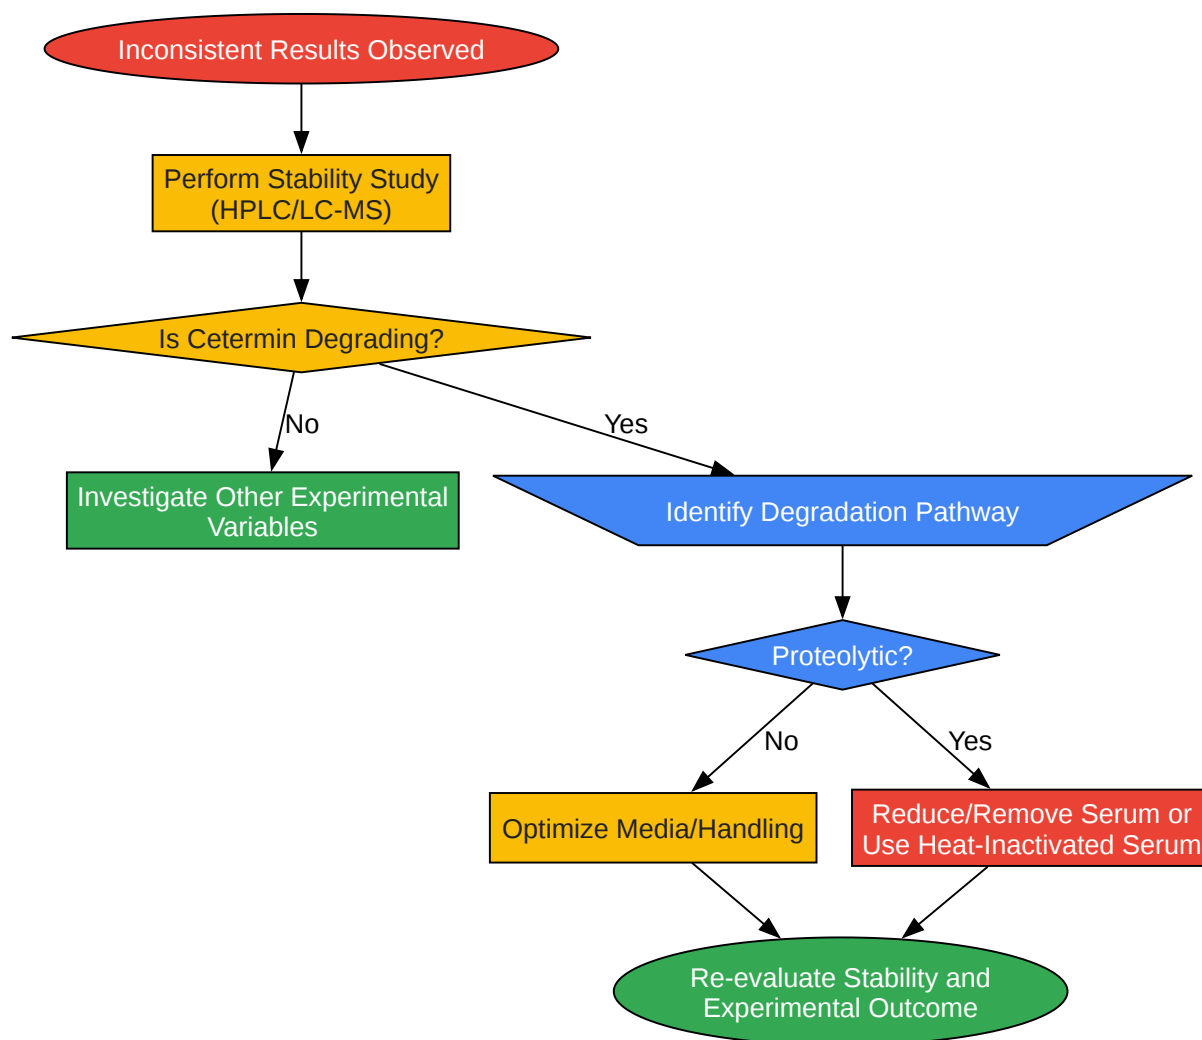 Inconsistent Results Observed
Perform Stability Study
(HPLC/LC-MS)
Is Cetermin Degrading?
No
Yes
Investigate Other Experimental
Variables
Identify Degradation Pathway
Proteolytic?
No
Yes
Optimize Media/Handling
Reduce/Remove Serum or
Use Heat-Inactivated Serum
Re-evaluate Stability and
Experimental Outcome